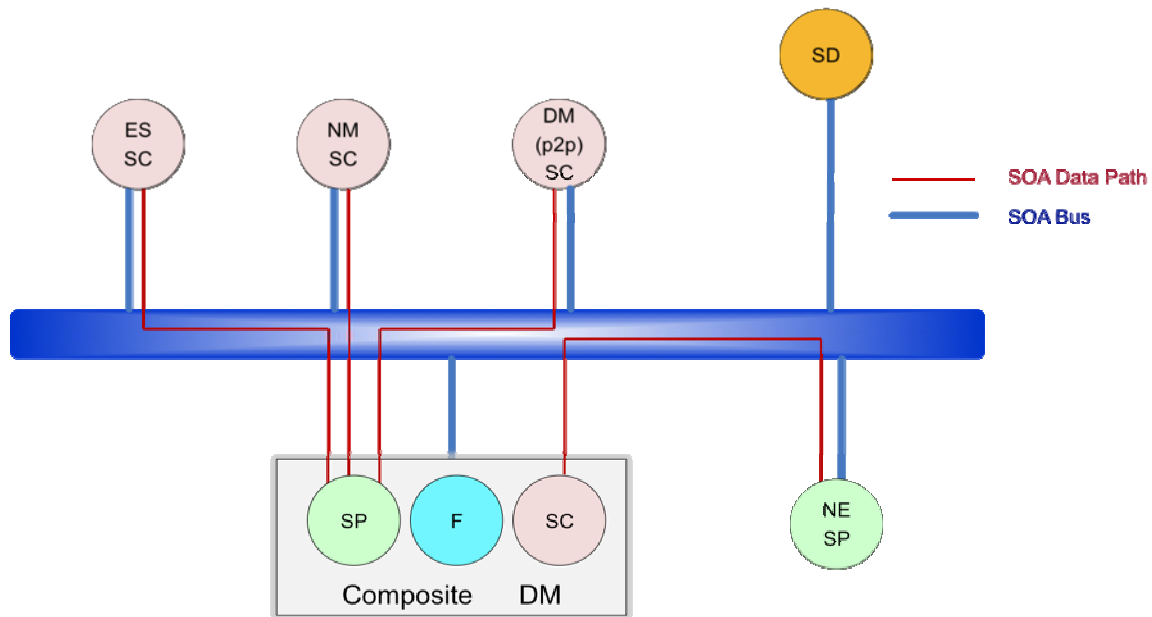 SD
ES
SC
NM
SC
DM
(p2p)
SC
SOA Data Path
SOA Bus
SP
F
SC
NE
SP
Composite DM